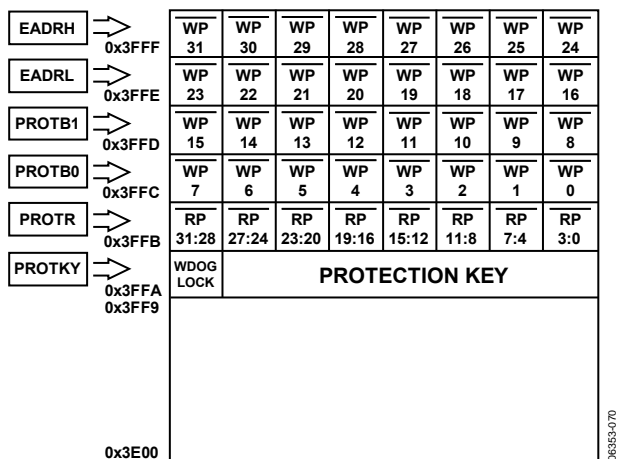 EADRH
0x3FFF
WP 31 WP 30 WP 29 WP 28 WP 27 WP 26 WP 25 WP 24
EADRL
0x3FFE
WP 23 WP 22 WP 21 WP 20 WP 19 WP 18 WP 17 WP 16
PROTB1
0x3FFD
WP 15 WP 14 WP 13 WP 12 WP 11 WP 10 WP 9 WP 8
PROTB0
0x3FFC
WP 7 WP 6 WP 5 WP 4 WP 3 WP 2 WP 1 WP 0
PROTR
0x3FFB
RP 31:28 RP 27:24 RP 23:20 RP 19:16 RP 15:12 RP 11:8 RP 7:4 RP 3:0
PROTKY
0x3FFA
WDOG LOCK
PROTECTION KEY
0x3FF9
0x3E00
06353-070